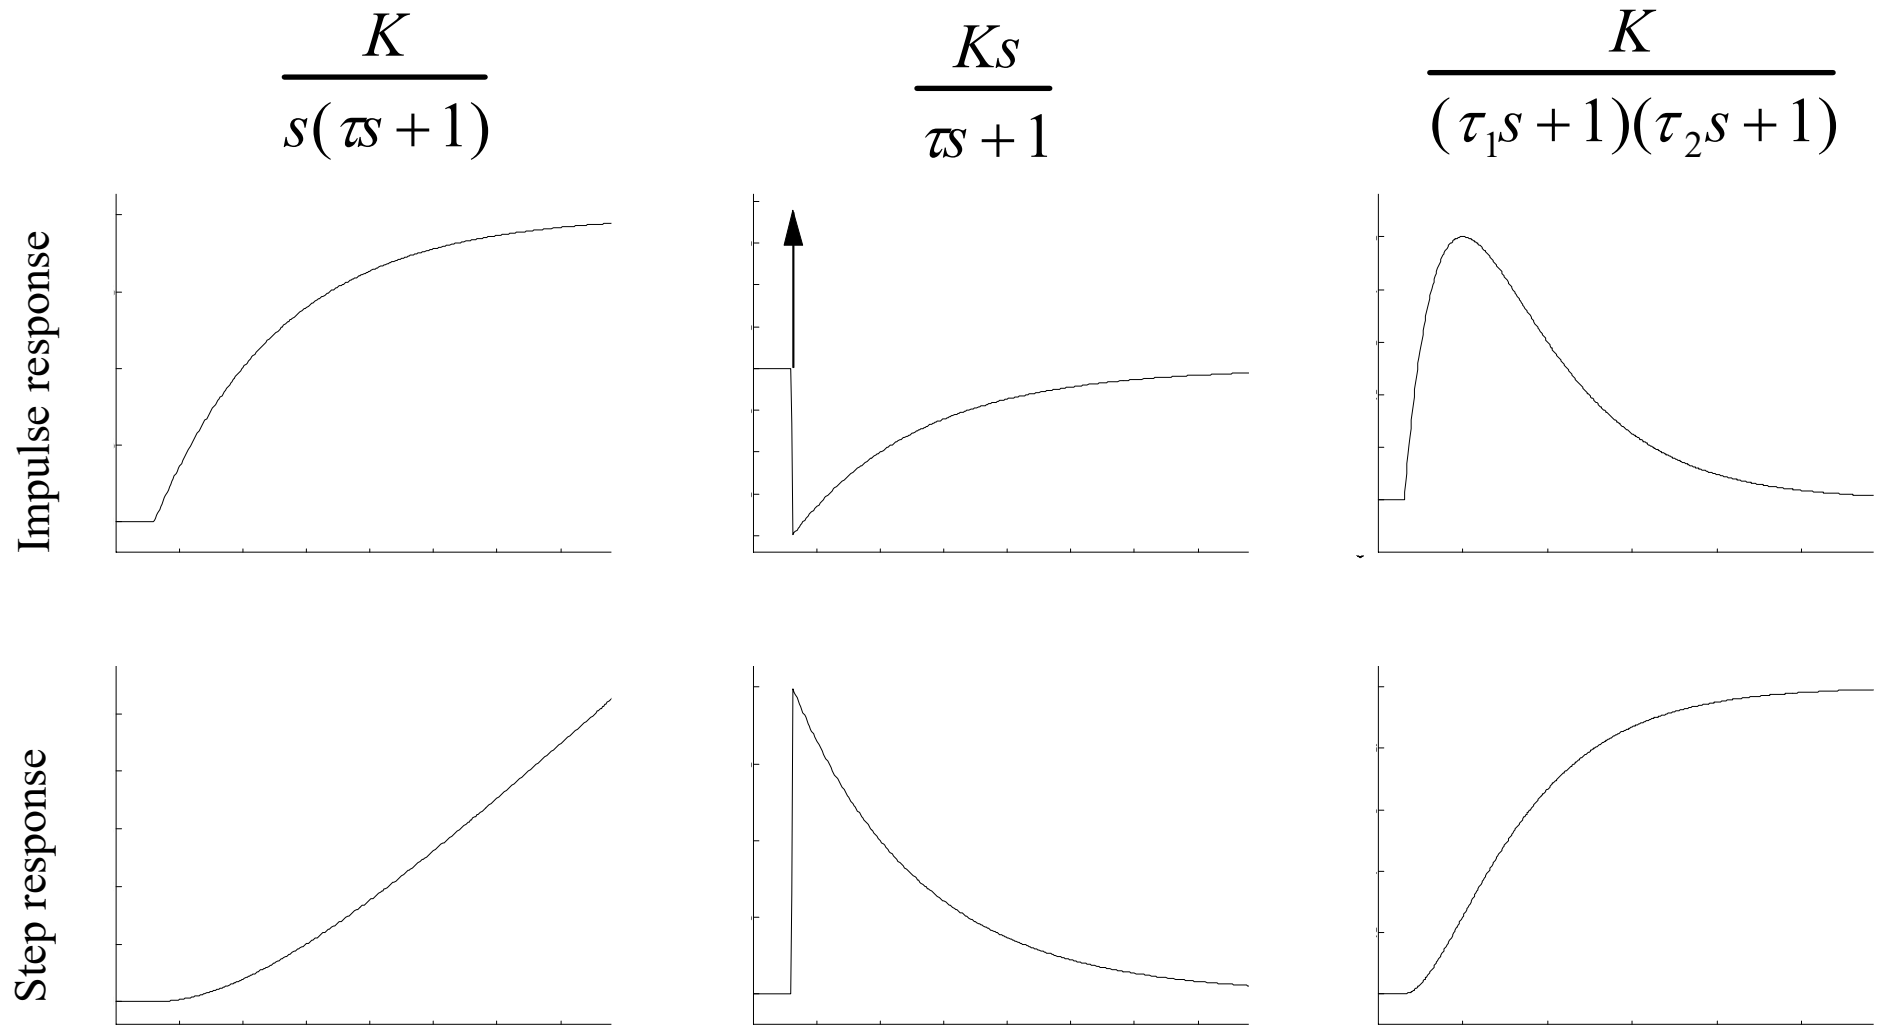 K
s(τs + 1)
Ks
τs + 1
K
(τ₁s + 1)(τ₂s + 1)
Impulse response
Step response